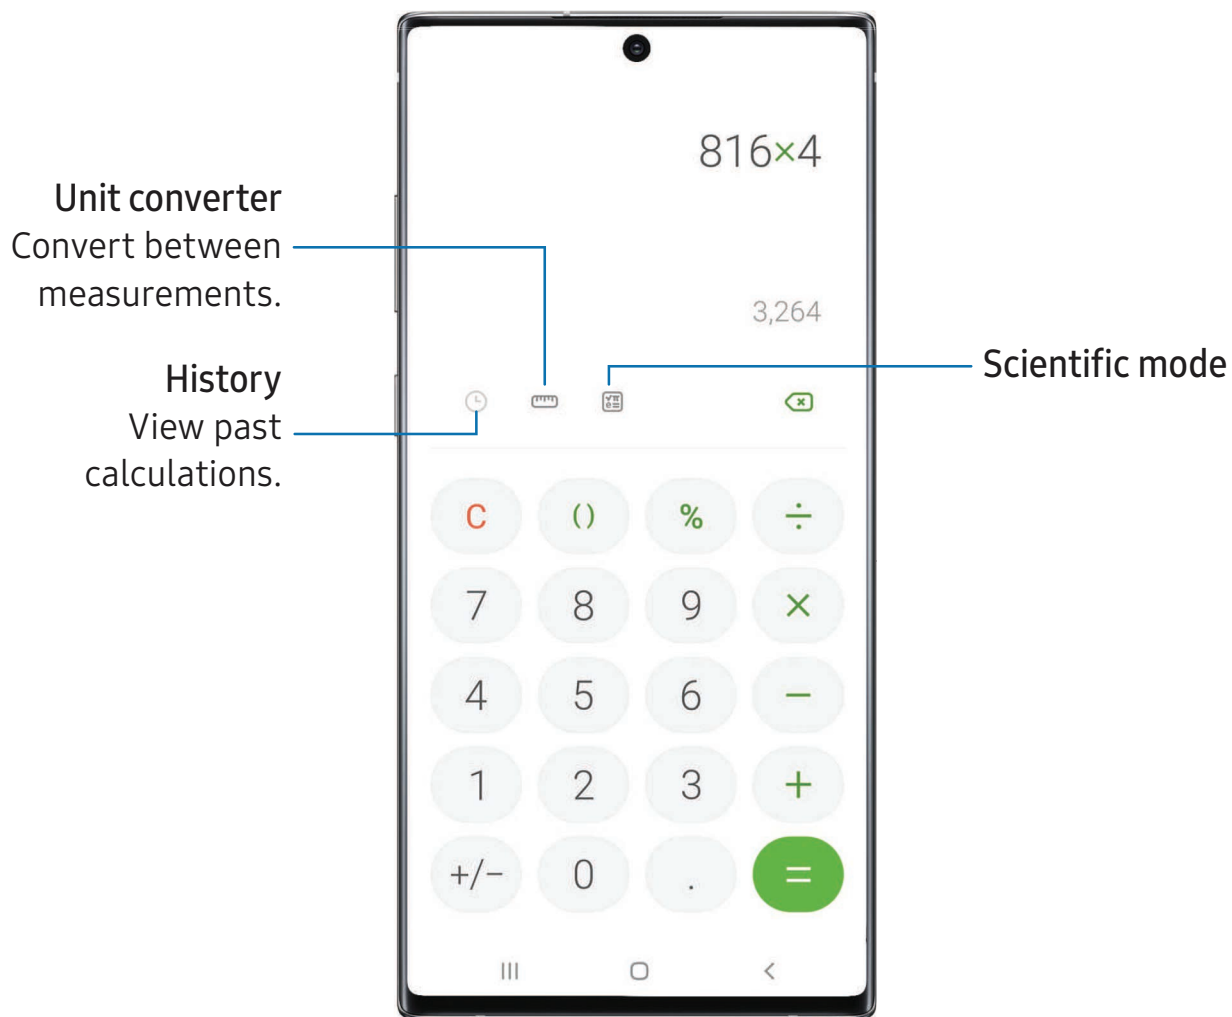 816×4
Unit converter
Convert between
measurements.
3,264
Scientific mode
History
View past
calculations.
C () % ÷
7 8 9 ×
4 5 6 −
1 2 3 +
+/− 0 . =